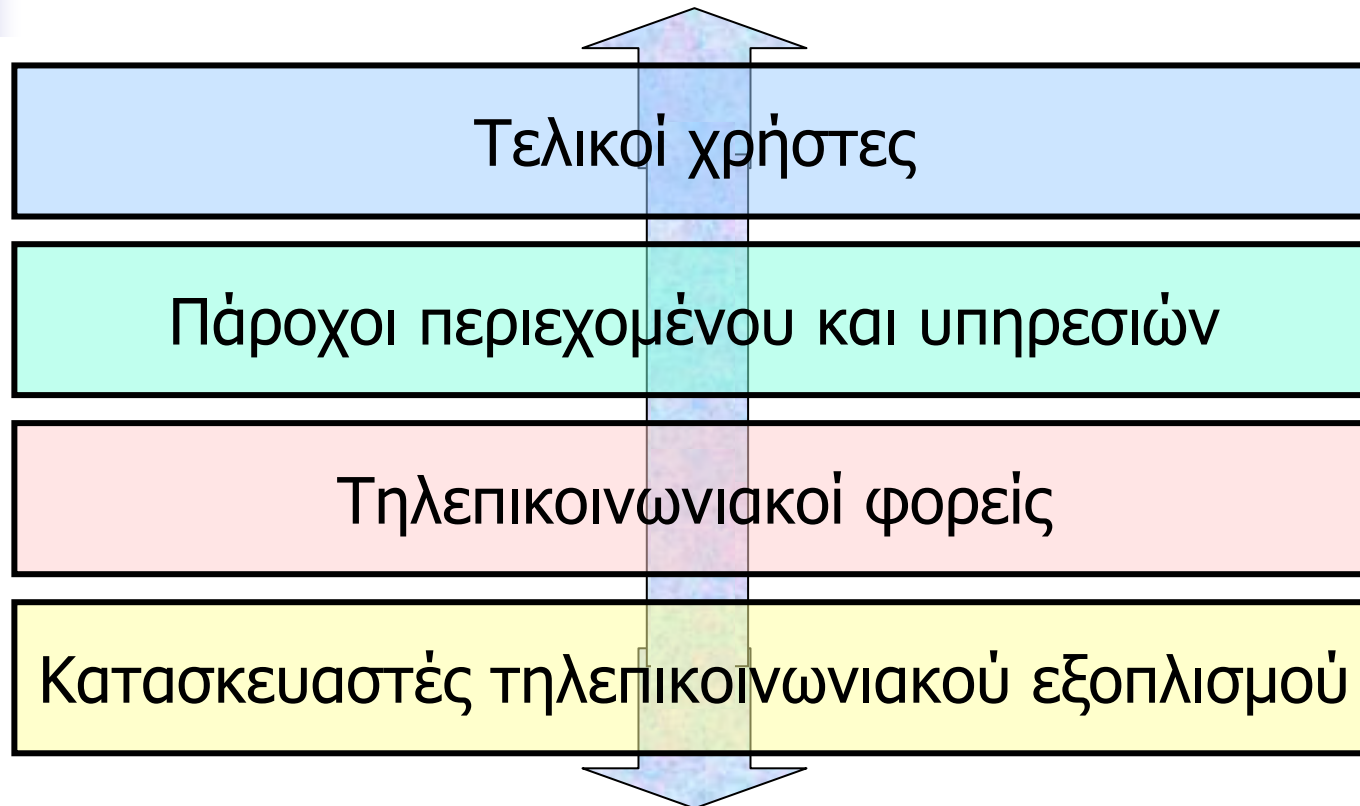 Τελικοί χρήστες
Πάροχοι περιεχομένου και υπηρεσιών
Τηλεπικοινωνιακοί φορείς
Κατασκευαστές τηλεπικοινωνιακού εξοπλισμού